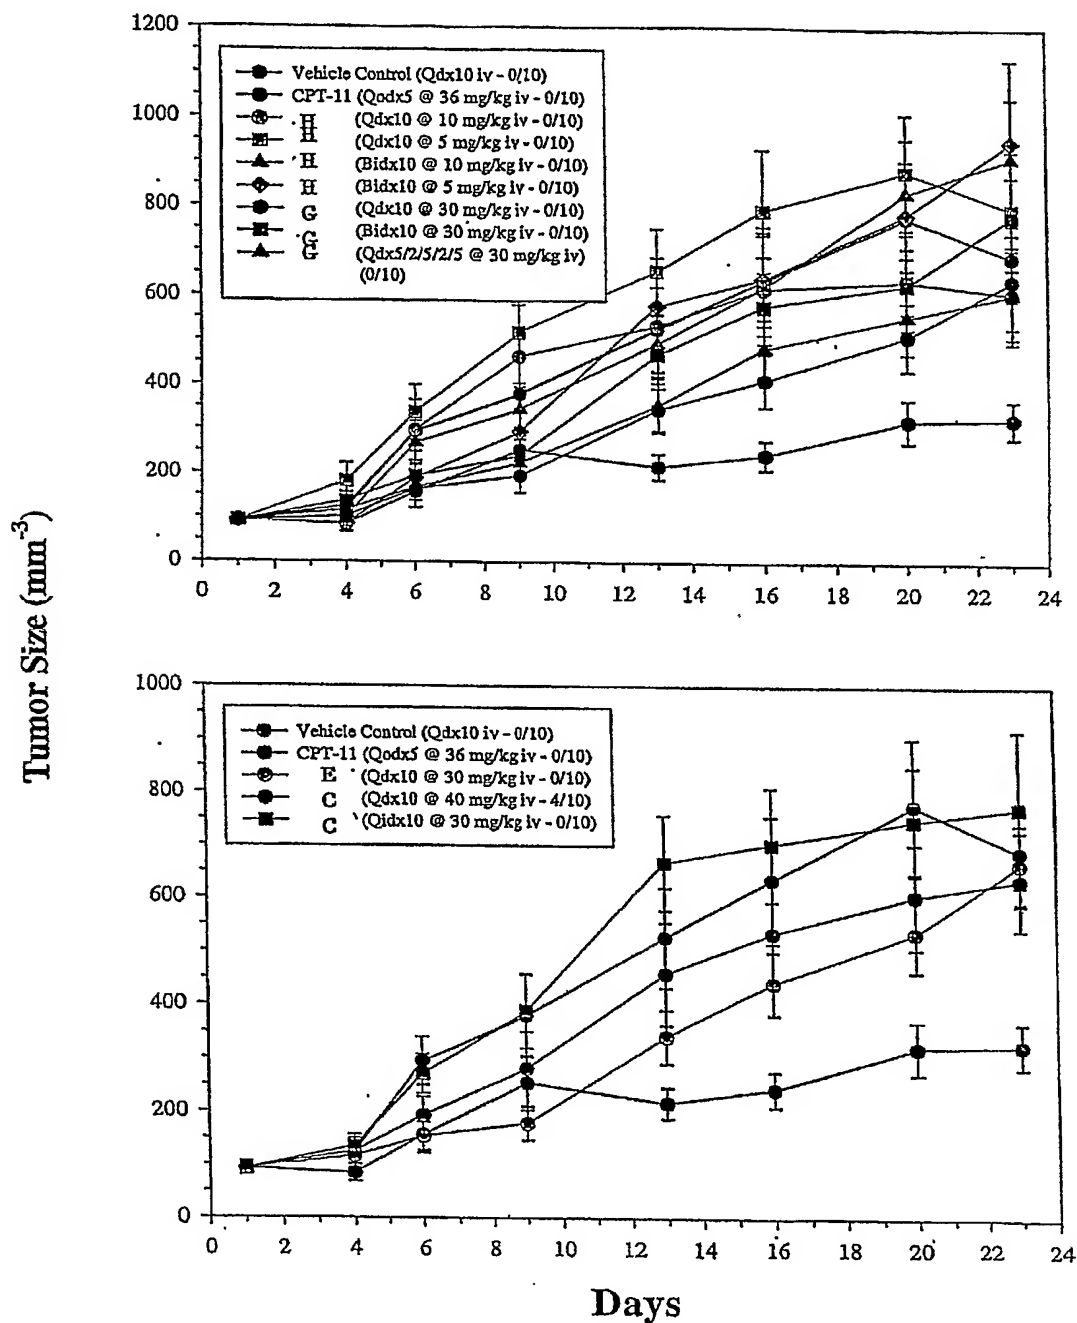 1200
1000
800
600
400
200
0
Vehicle Control (Qdx10 iv - 0/10)
CPT-11 (Qodx5 @ 36 mg/kg iv - 0/10)
H (Qdx10 @ 10 mg/kg iv - 0/10)
H (Qdx10 @ 5 mg/kg iv - 0/10)
H (Bidx10 @ 10 mg/kg iv - 0/10)
H (Bidx10 @ 5 mg/kg iv - 0/10)
G (Qdx10 @ 30 mg/kg iv - 0/10)
G (Bidx10 @ 30 mg/kg iv - 0/10)
G (Qdx5/2/5/2/5 @ 30 mg/kg iv)
(0/10)
0 2 4 6 8 10 12 14 16 18 20 22 24
Tumor Size (mm⁻³)
1000
800
600
400
200
0
Vehicle Control (Qdx10 iv - 0/10)
CPT-11 (Qodx5 @ 36 mg/kg iv - 0/10)
E (Qdx10 @ 30 mg/kg iv - 0/10)
C (Qdx10 @ 40 mg/kg iv - 4/10)
C (Qidx10 @ 30 mg/kg iv - 0/10)
0 2 4 6 8 10 12 14 16 18 20 22 24
Days